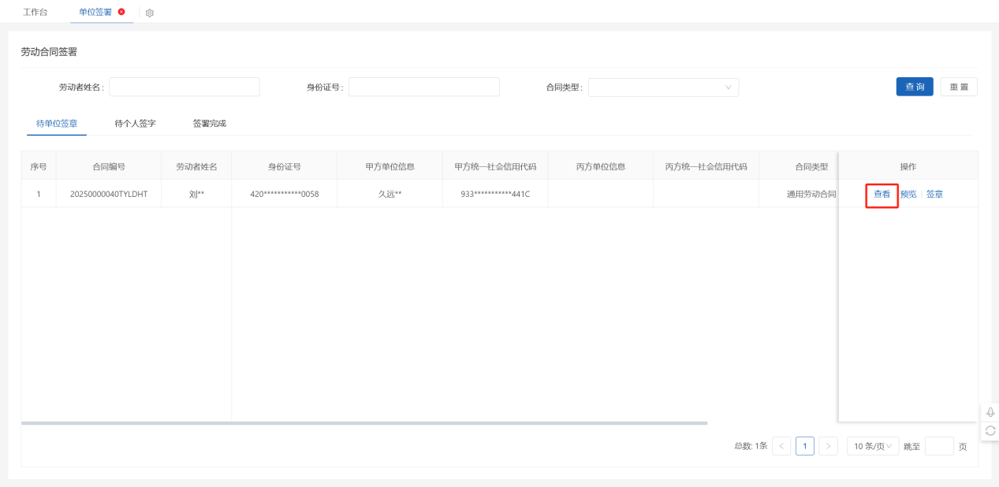 工作台 单位签署
劳动合同签署
劳动者姓名: 身份证号: 合同类型: 查 询 重 置
待单位签章 待个人签字 签署完成
序号 合同编号 劳动者姓名 身份证号 甲方单位信息 甲方统一社会信用代码 丙方单位信息 丙方统一社会信用代码 合同类型 操作
1 20250000040TYLDHT 刘** 420***********0058 久远** 933***********441C 通用劳动合同 查看 预览 签章
总数: 1条 < 1 > 10 条/页 跳至 页